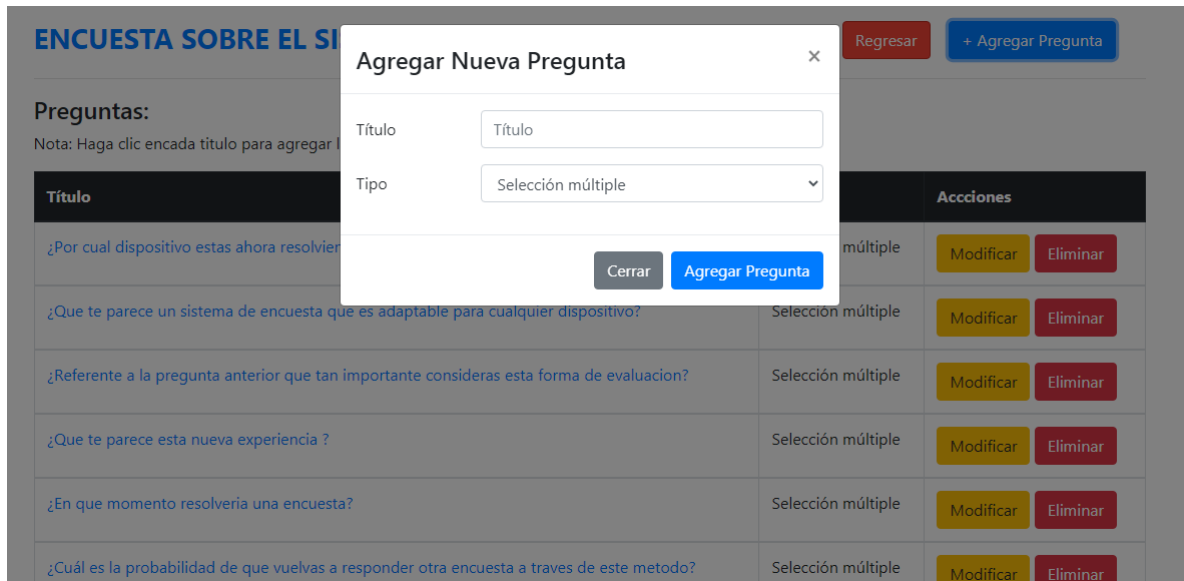 ENCUESTA SOBRE EL SI
Regresar
+ Agregar Pregunta
Agregar Nueva Pregunta
×
Preguntas:
Nota: Haga clic encada titulo para agregar l
Título
Título
Tipo
Selección múltiple
Cerrar
Agregar Pregunta
Título
Accciones
¿Por cual dispositivo estas ahora resolvier
múltiple
Modificar
Eliminar
¿Que te parece un sistema de encuesta que es adaptable para cualquier dispositivo?
Selección múltiple
Modificar
Eliminar
¿Referente a la pregunta anterior que tan importante consideras esta forma de evaluacion?
Selección múltiple
Modificar
Eliminar
¿Que te parece esta nueva experiencia ?
Selección múltiple
Modificar
Eliminar
¿En que momento resolveria una encuesta?
Selección múltiple
Modificar
Eliminar
¿Cuál es la probabilidad de que vuelvas a responder otra encuesta a traves de este metodo?
Selección múltiple
Modificar
Eliminar